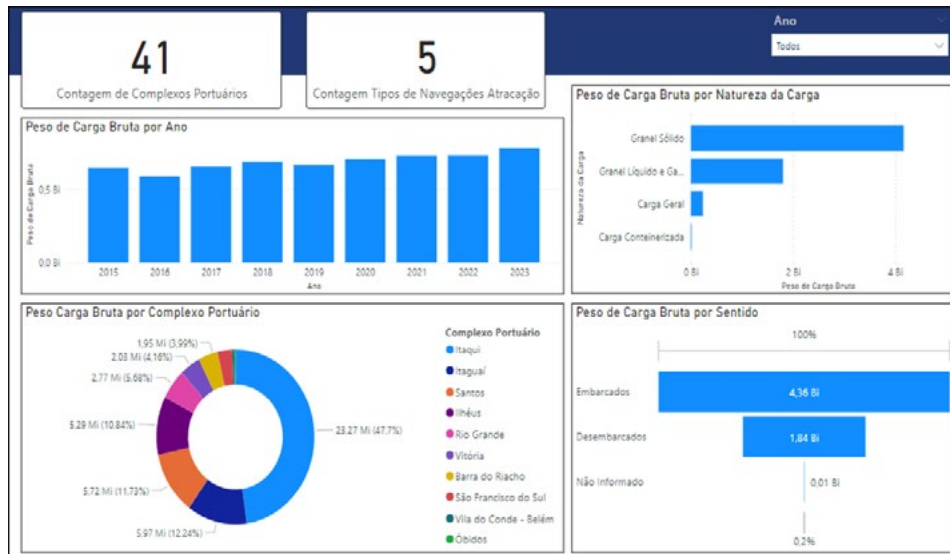 41
Contagem de Complexos Portuários
5
Contagem Tipos de Navegações Atracação
Ano
Todos
Peso de Carga Bruta por Ano
Peso de Carga Bruta
0,5 Bi
0,0 Bi
2015 2016 2017 2018 2019 2020 2021 2022 2023
Ano
Peso de Carga Bruta por Natureza da Carga
Natureza da Carga
Granel Sólido
Granel Líquido e Ga...
Carga Geral
Carga Conteinerizada
0 Bi 2 Bi 4 Bi
Peso de Carga Bruta
Peso Carga Bruta por Complexo Portuário
1,95 Mi (3,99%)
2.03 Mi (4,16%)
2.77 Mi (5.68%)
5.29 Mi (10.84%)
5.72 Mi (11,73%)
5.97 Mi (12.24%)
23.27 Mi (47,7%)
Complexo Portuário
Itaqui
Itaguaí
Santos
Ilhéus
Rio Grande
Vitória
Barra do Riacho
São Francisco do Sul
Vila do Conde - Belém
Óbidos
Peso de Carga Bruta por Sentido
100%
Embarcados
4,36 Bi
Desembarcados
1,84 Bi
Não Informado
0,01 Bi
0,2%